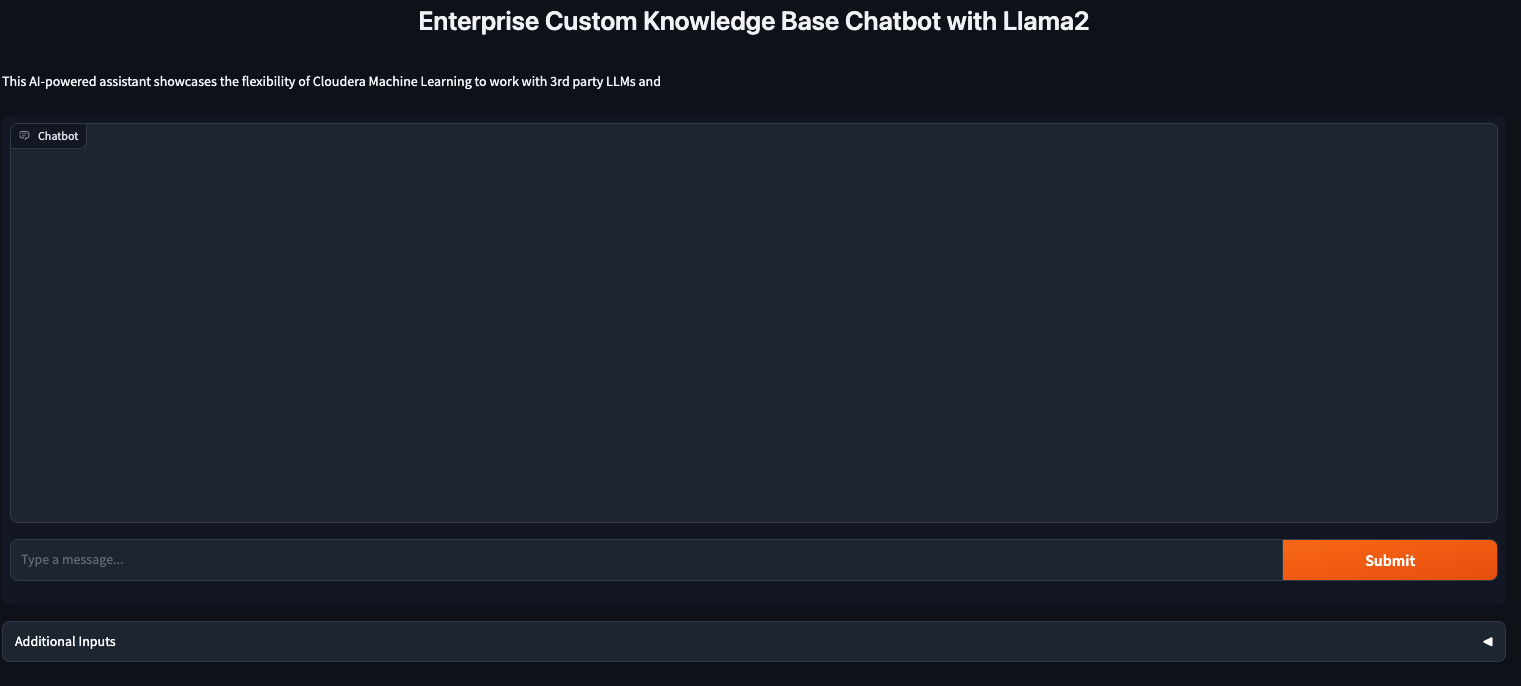 Enterprise Custom Knowledge Base Chatbot with Llama2
This AI-powered assistant showcases the flexibility of Cloudera Machine Learning to work with 3rd party LLMs and
Chatbot
Type a message...
Submit
Additional Inputs